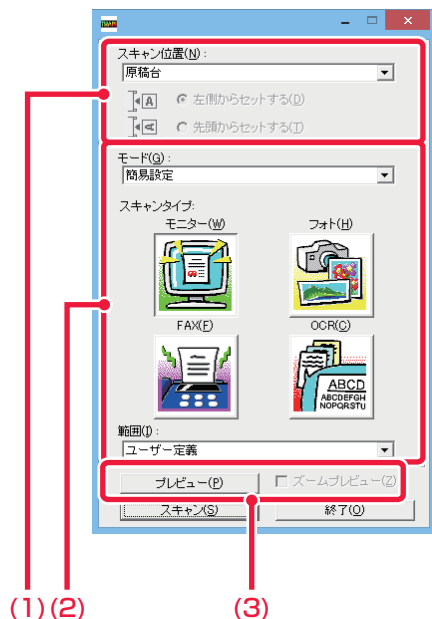 スキャン位置(N) :
原稿台
A
左側からセットする(D)
A
先頭からセットする(T)
モード(G) :
簡易設定
スキャンタイプ:
モニター(W) フォト(H)
FAX(F) OCR(C)
ABCD
ABCDEFGH
NOPQRSTU
範囲(I) :
ユーザー定義
プレビュー(P) ズームプレビュー(Z)
スキャン(S) 終了(O)
(1) (2) (3)